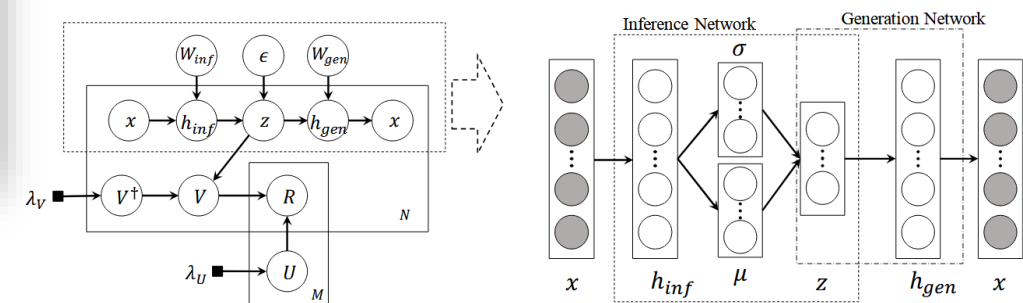 W_inf ϵ W_gen
x h_inf z h_gen x
λ_V V† V R N
λ_U U M
Inference Network Generation Network
σ
μ
x h_inf z h_gen x